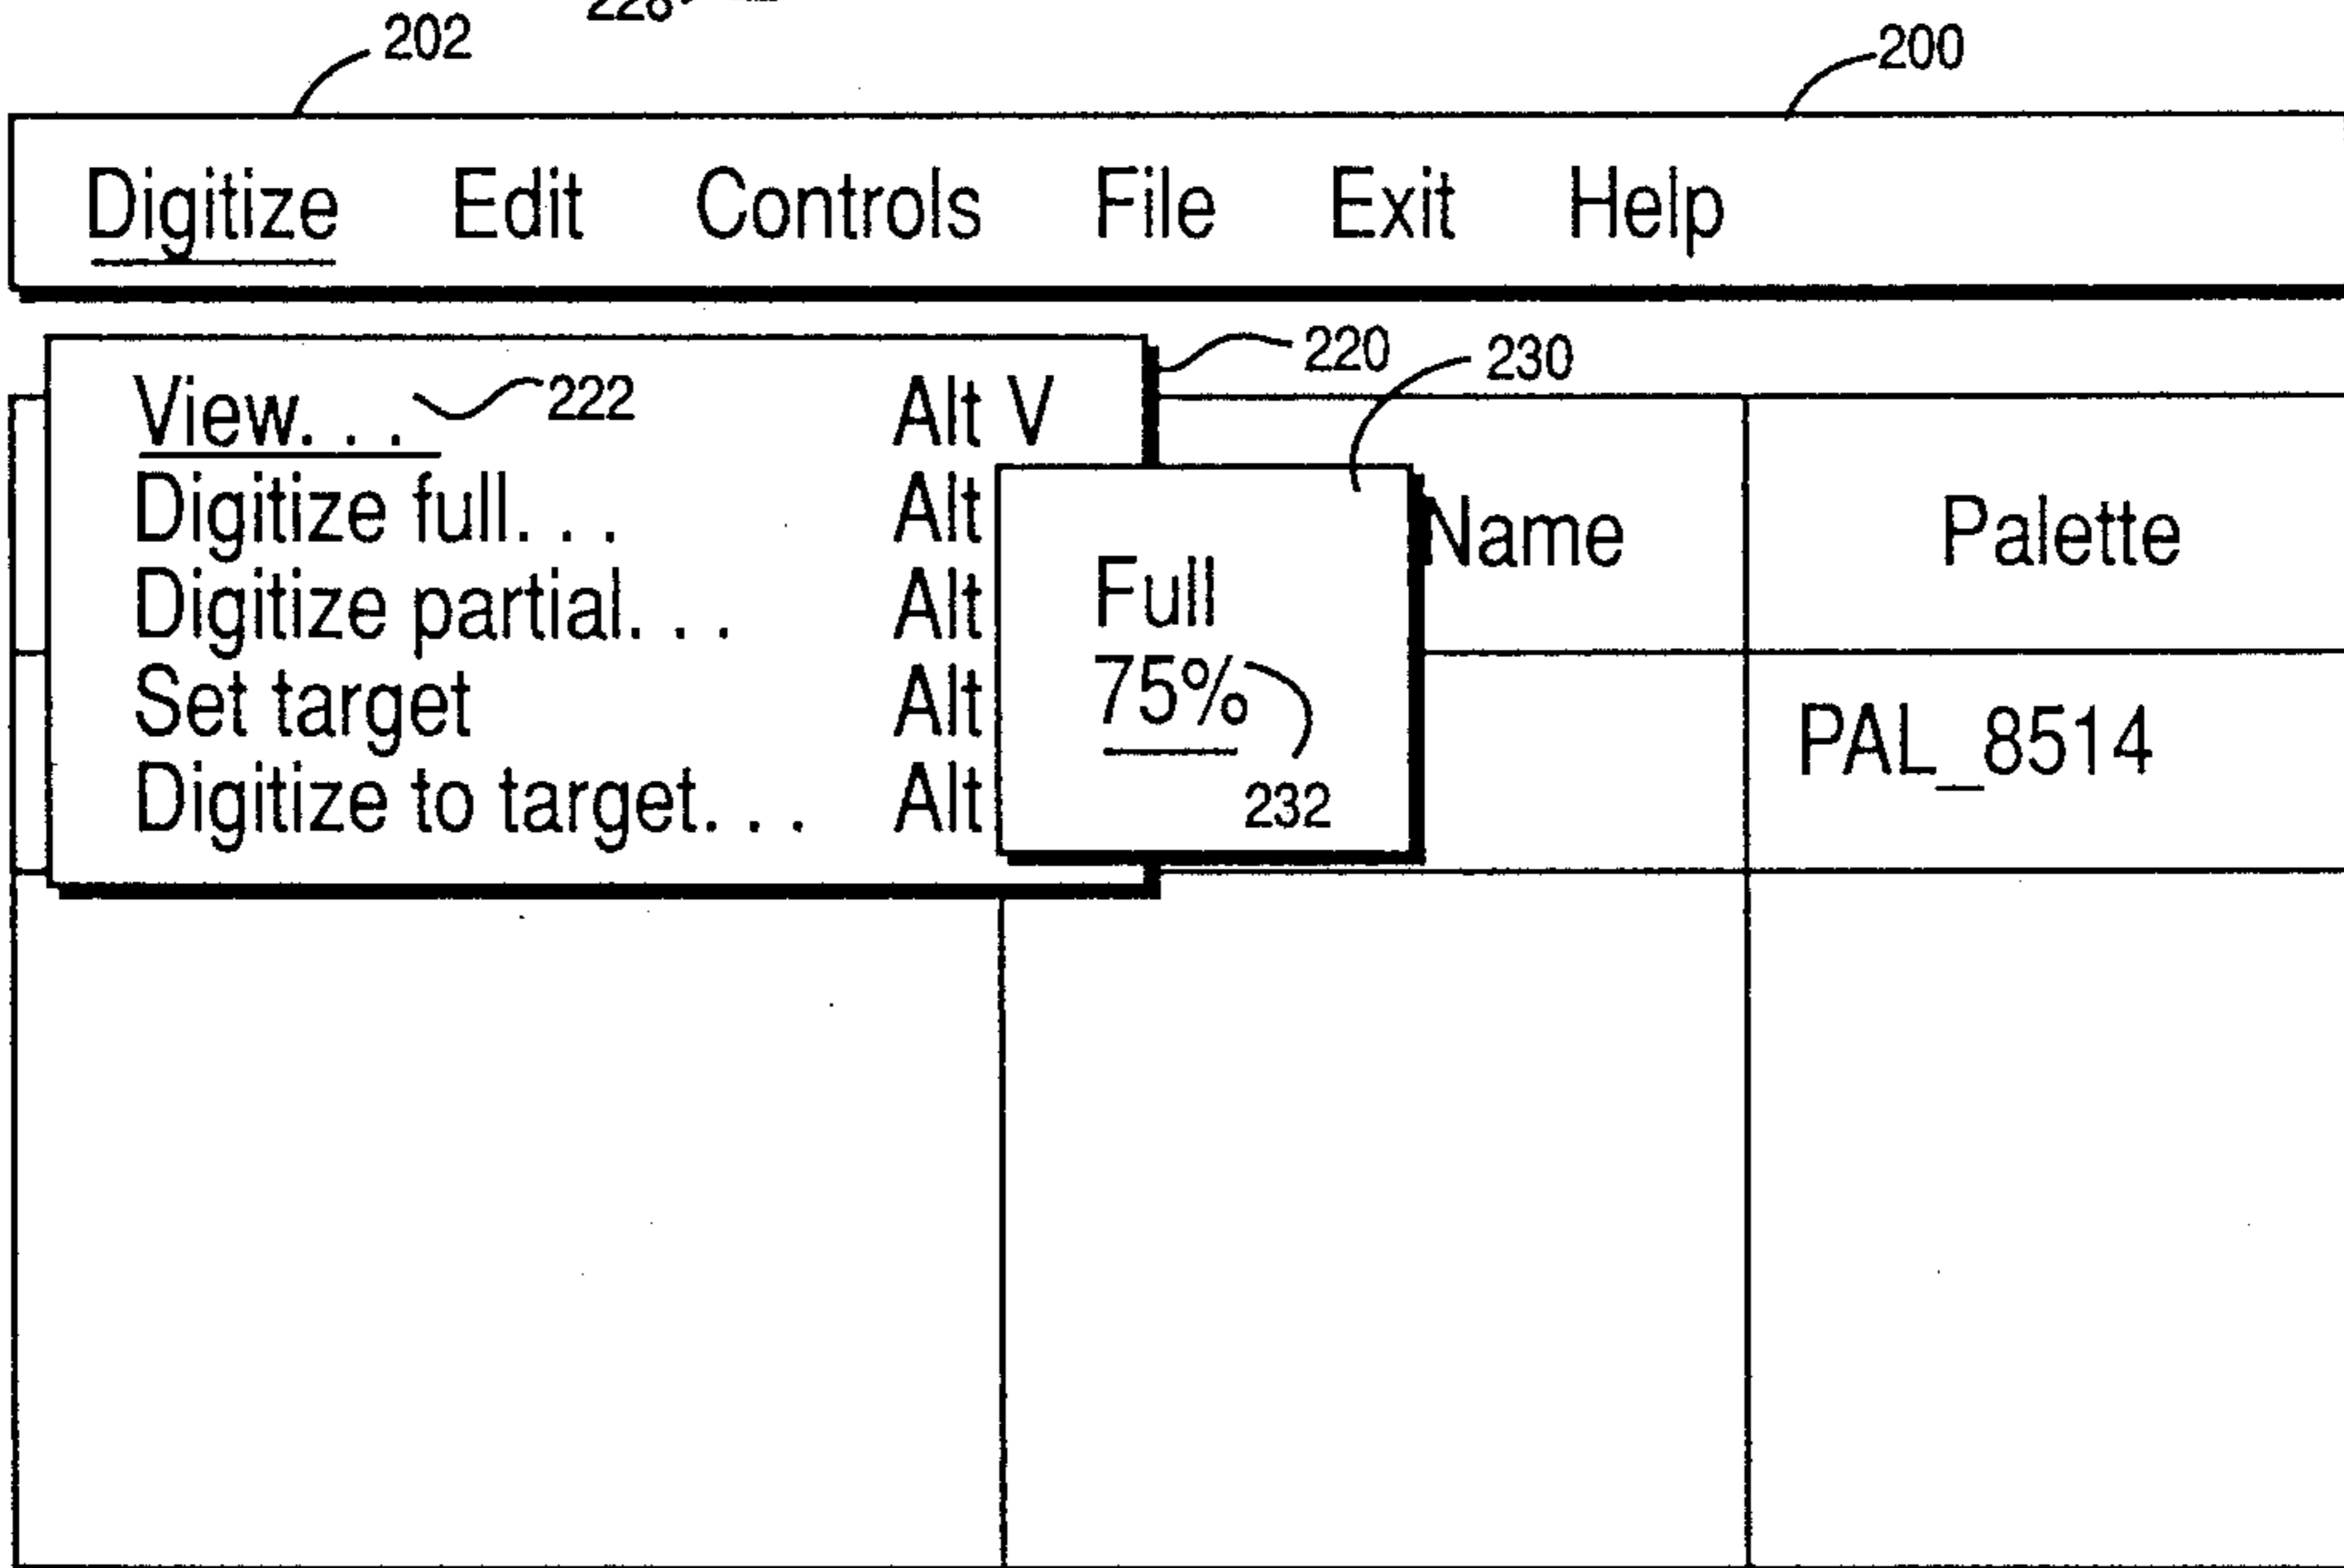 228
202
200
Digitize Edit Controls File Exit Help
220
230
View... 222 Alt V
Digitize full... Alt
Digitize partial... Alt
Set target Alt
Digitize to target... Alt
Full
75%
232
Name Palette
PAL_8514